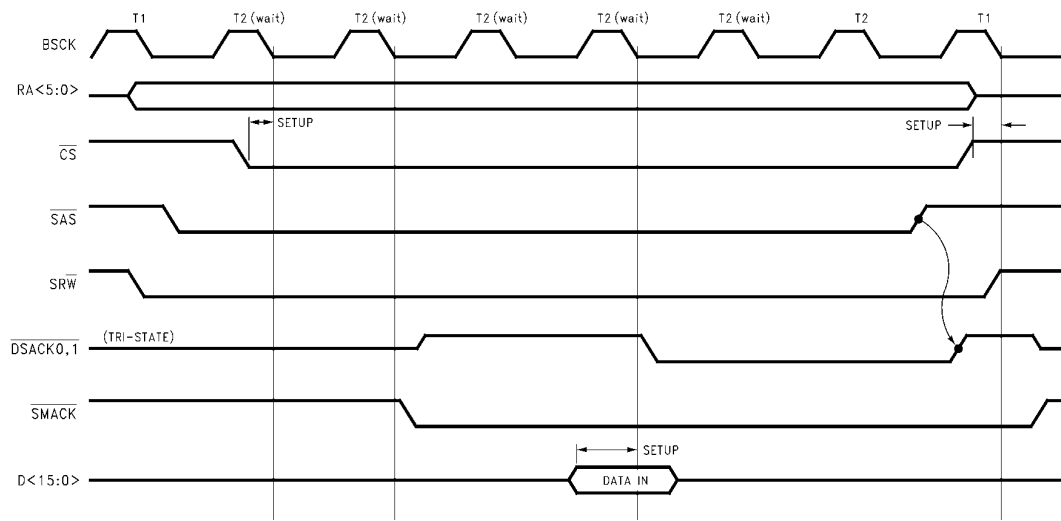 T1 T2 (wait) T2 (wait) T2 (wait) T2 (wait) T2 (wait) T2 T1
BSCK
RA<5:0>
SETUP SETUP
CS
SAS
SRW
(TRI-STATE)
DSACK0,1
SMACK
SETUP
D<15:0> DATA IN